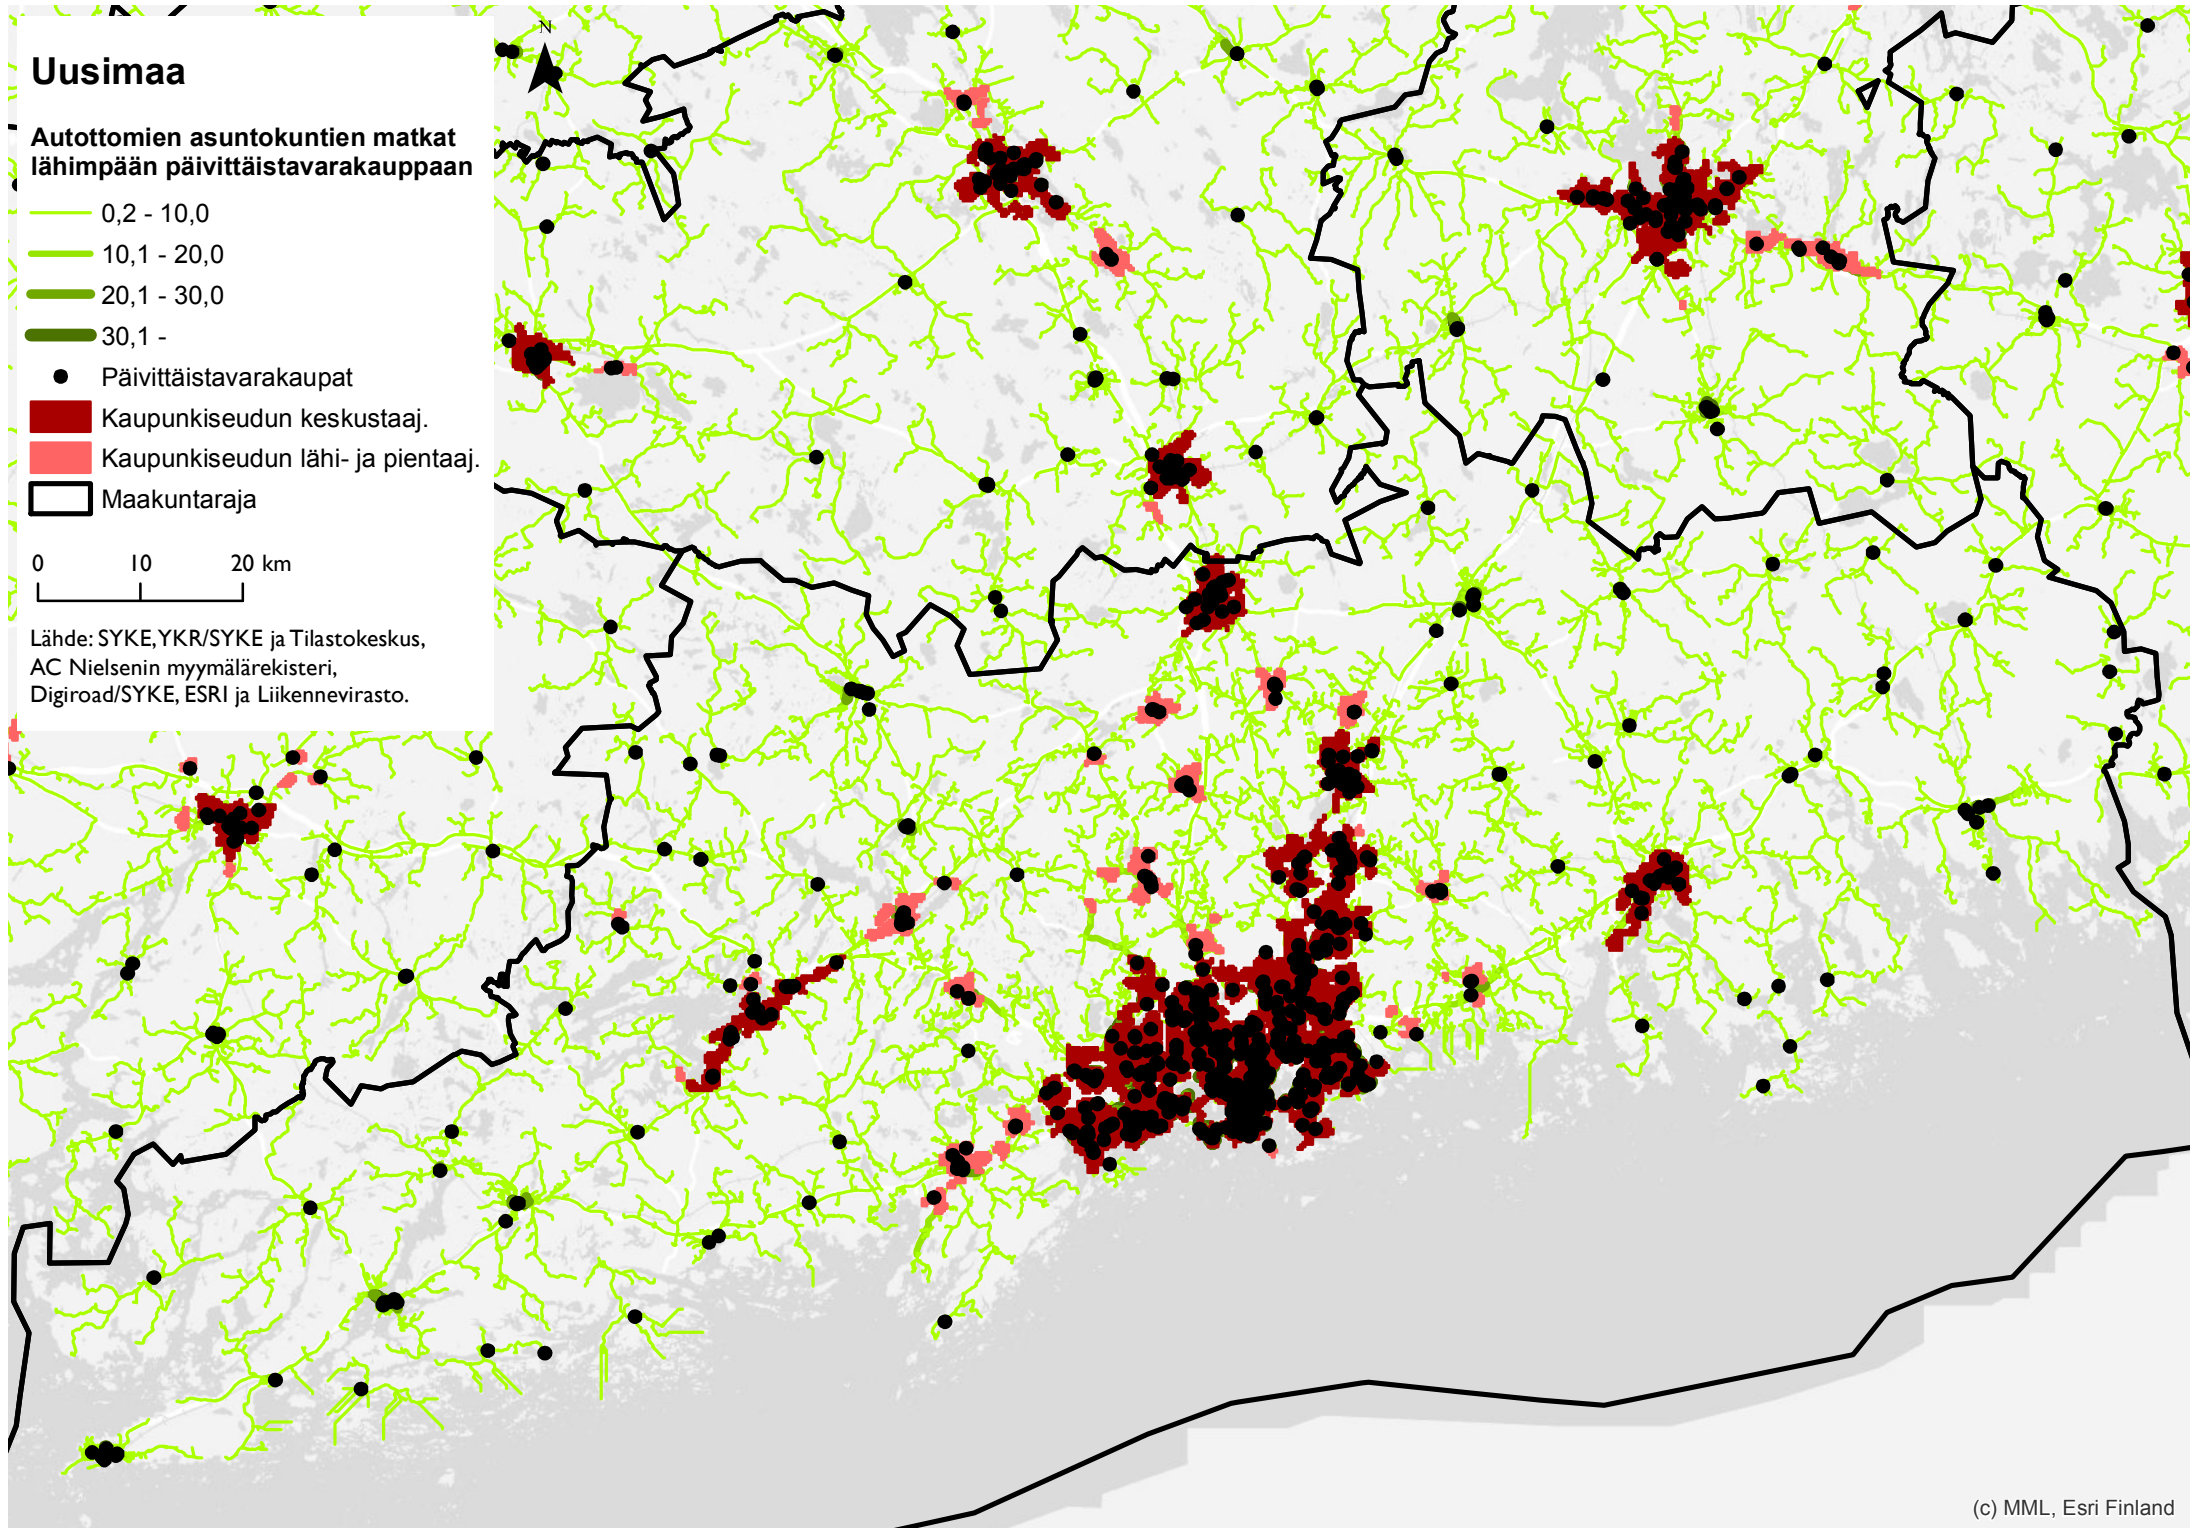 N
Uusimaa
Autottomien asuntokuntien matkat
lähimpään päivittäistavarakauppaan
0,2 - 10,0
10,1 - 20,0
20,1 - 30,0
30,1 -
Päivittäistavarakaupat
Kaupunkiseudun keskustaaj.
Kaupunkiseudun lähi- ja pientaaj.
Maakuntaraja
0 10 20 km
Lähde: SYKE, YKR/SYKE ja Tilastokeskus,
AC Nielsenin myymälärekisteri,
Digiroad/SYKE, ESRI ja Liikennevirasto.
(c) MML, Esri Finland